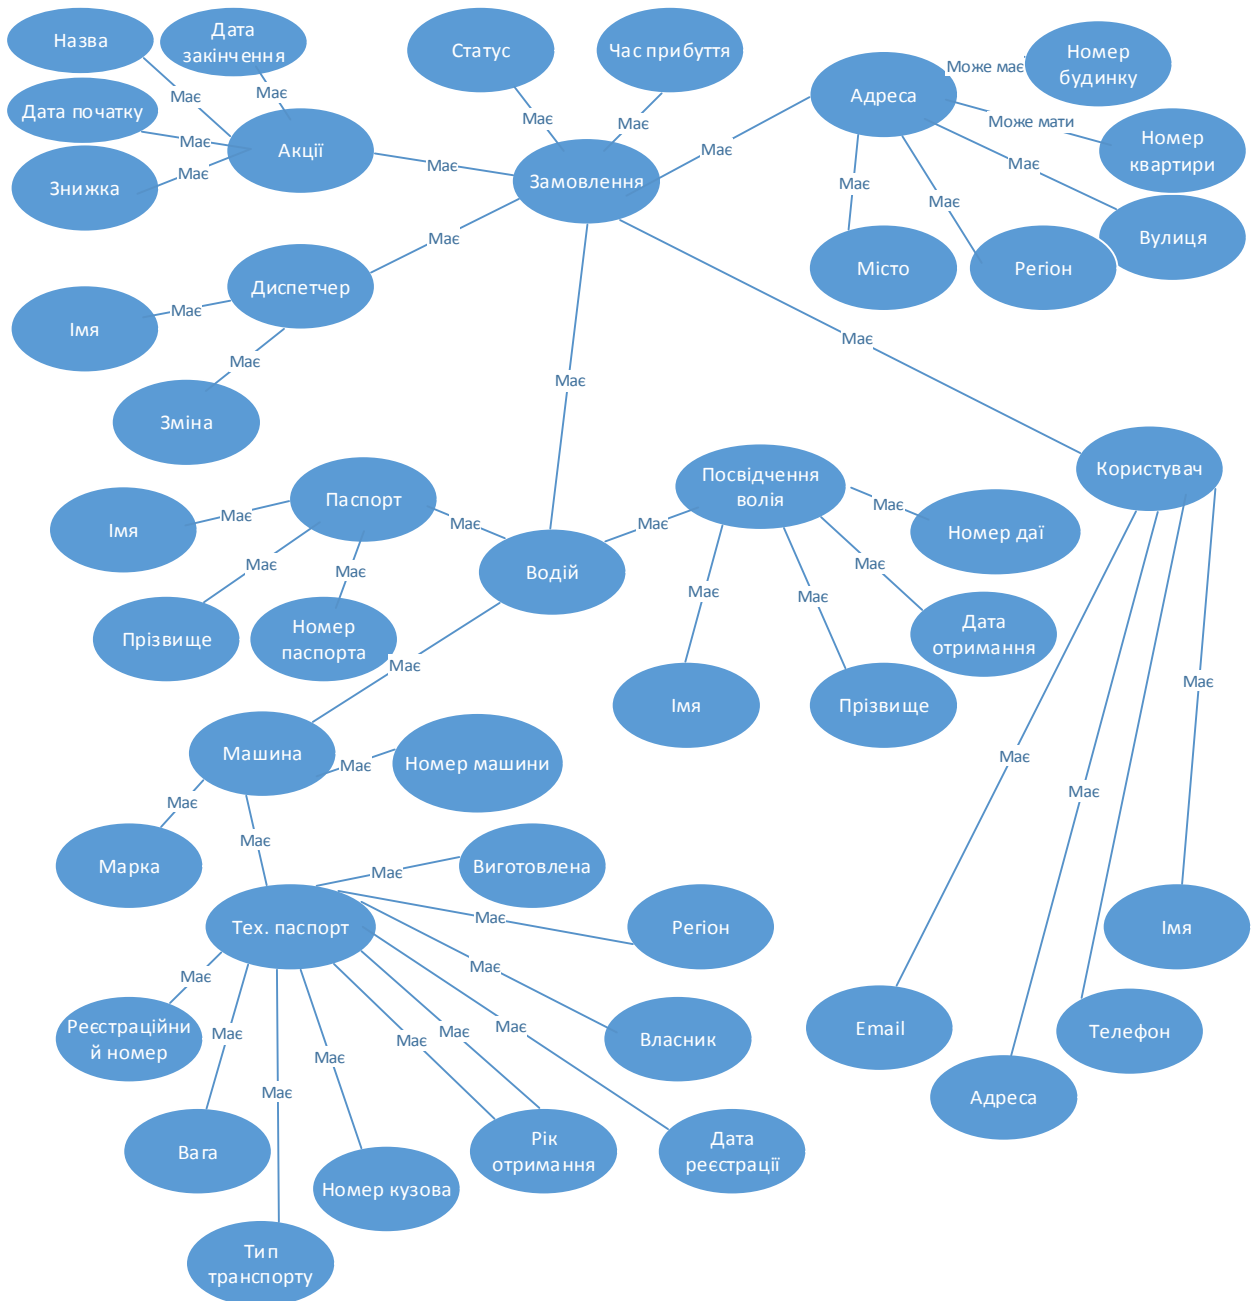 Назва
Дата
закінчення
Статус
Час прибуття
Номер
будинку
Може має
Адреса
Має
Має
Дата початку
Має
Може мати
Має
Має
Має
Акції
Має
Номер
квартири
Має
Має
Має
Замовлення
Має
Має
Знижка
Має
Вулиця
Має
Місто
Регіон
Диспетчер
Має
Імя
Має
Має
Має
Зміна
Користувач
Посвідчення
волія
Паспорт
Має
Має
Має
Має
Номер даї
Імя
Має
Має
Має
Водій
Має
Має
Номер
паспорта
Прізвище
Дата
отримання
Має
Має
Імя
Прізвище
Машина
Має
Номер машини
Має
Має
Має
Має
Марка
Має
Виготовлена
Має
Тех. паспорт
Регіон
Імя
Має
Має
Має
Реєстраційни
й номер
Має
Має
Має
Має
Має
Власник
Email
Телефон
Має
Адреса
Вага
Рік
отримання
Дата
реєстрації
Номер кузова
Тип
транспорту